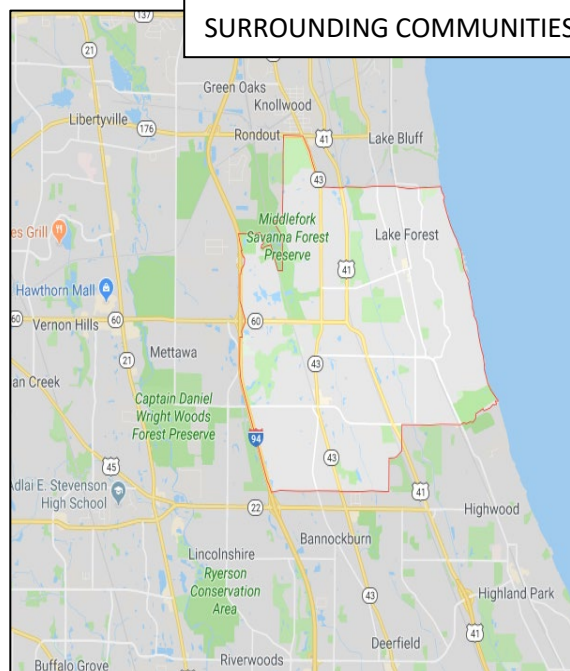 SURROUNDING COMMUNITIES
137
21
Green Oaks
Knollwood
Libertyville
176
Rondout
41
Lake Bluff
43
es Grill
Middlefork
Savanna Forest
Preserve
Lake Forest
41
Hawthorn Mall
60
Vernon Hills
60
60
21
Mettawa
43
an Creek
Captain Daniel
Wright Woods
Forest Preserve
94
45
43
Adlai E. Stevenson
High School
41
22
Highwood
Bannockburn
Lincolnshire
Ryerson
Conservation
Area
43
Highland Park
41
Deerfield
Buffalo Grove
Riverwoods